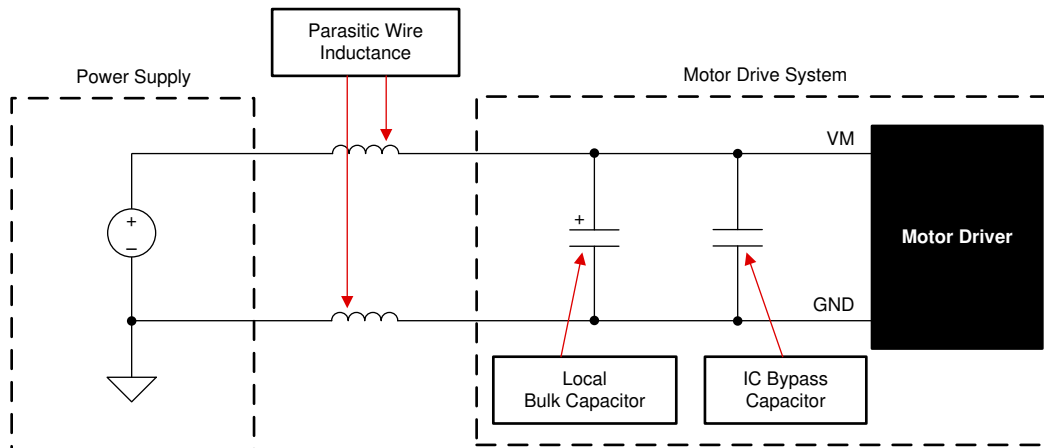 Parasitic Wire
Inductance
Power Supply
Motor Drive System
VM
+
–
+
Motor Driver
GND
Local
Bulk Capacitor
IC Bypass
Capacitor